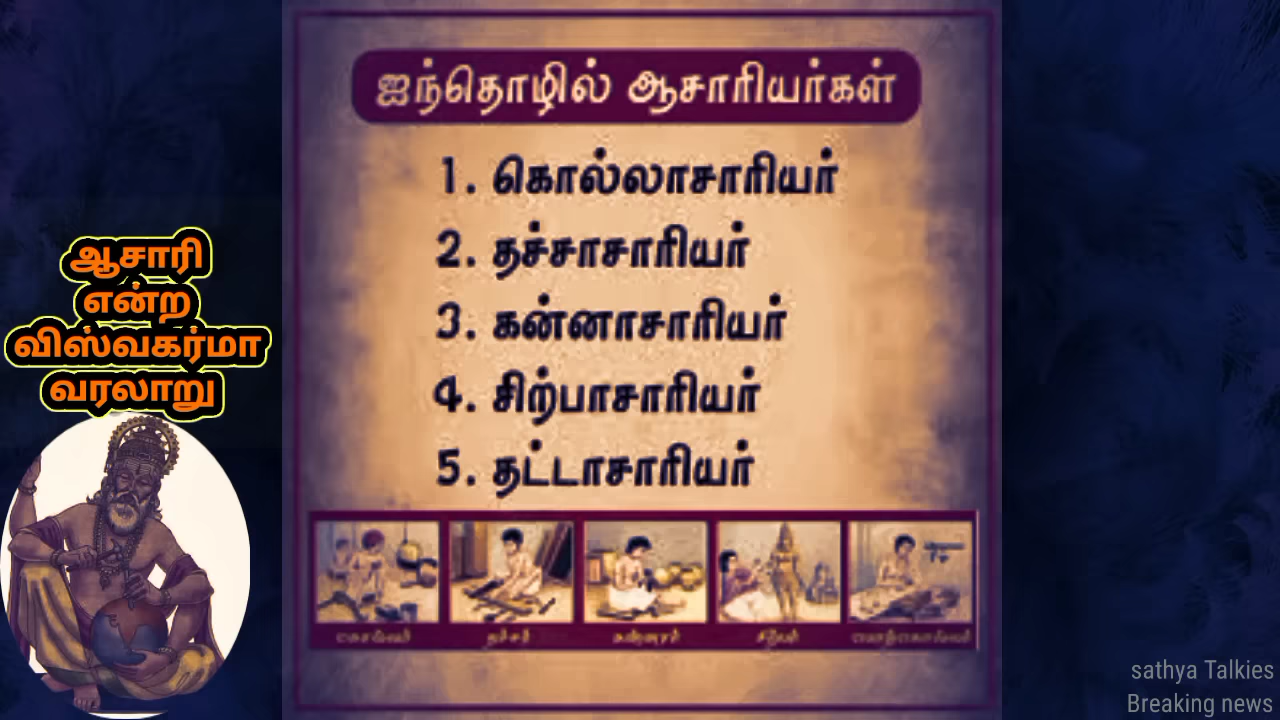 ஐந்தொழில் ஆசாரியர்கள்
1. கொல்லாசாரியர்
2. தச்சாசாரியர்
3. கன்னாசாரியர்
4. சிற்பாசாரியர்
5. தட்டாசாரியர்
ஆசாரி
என்ற
விஸ்வகர்மா
வரலாறு
sathya Talkies
Breaking news